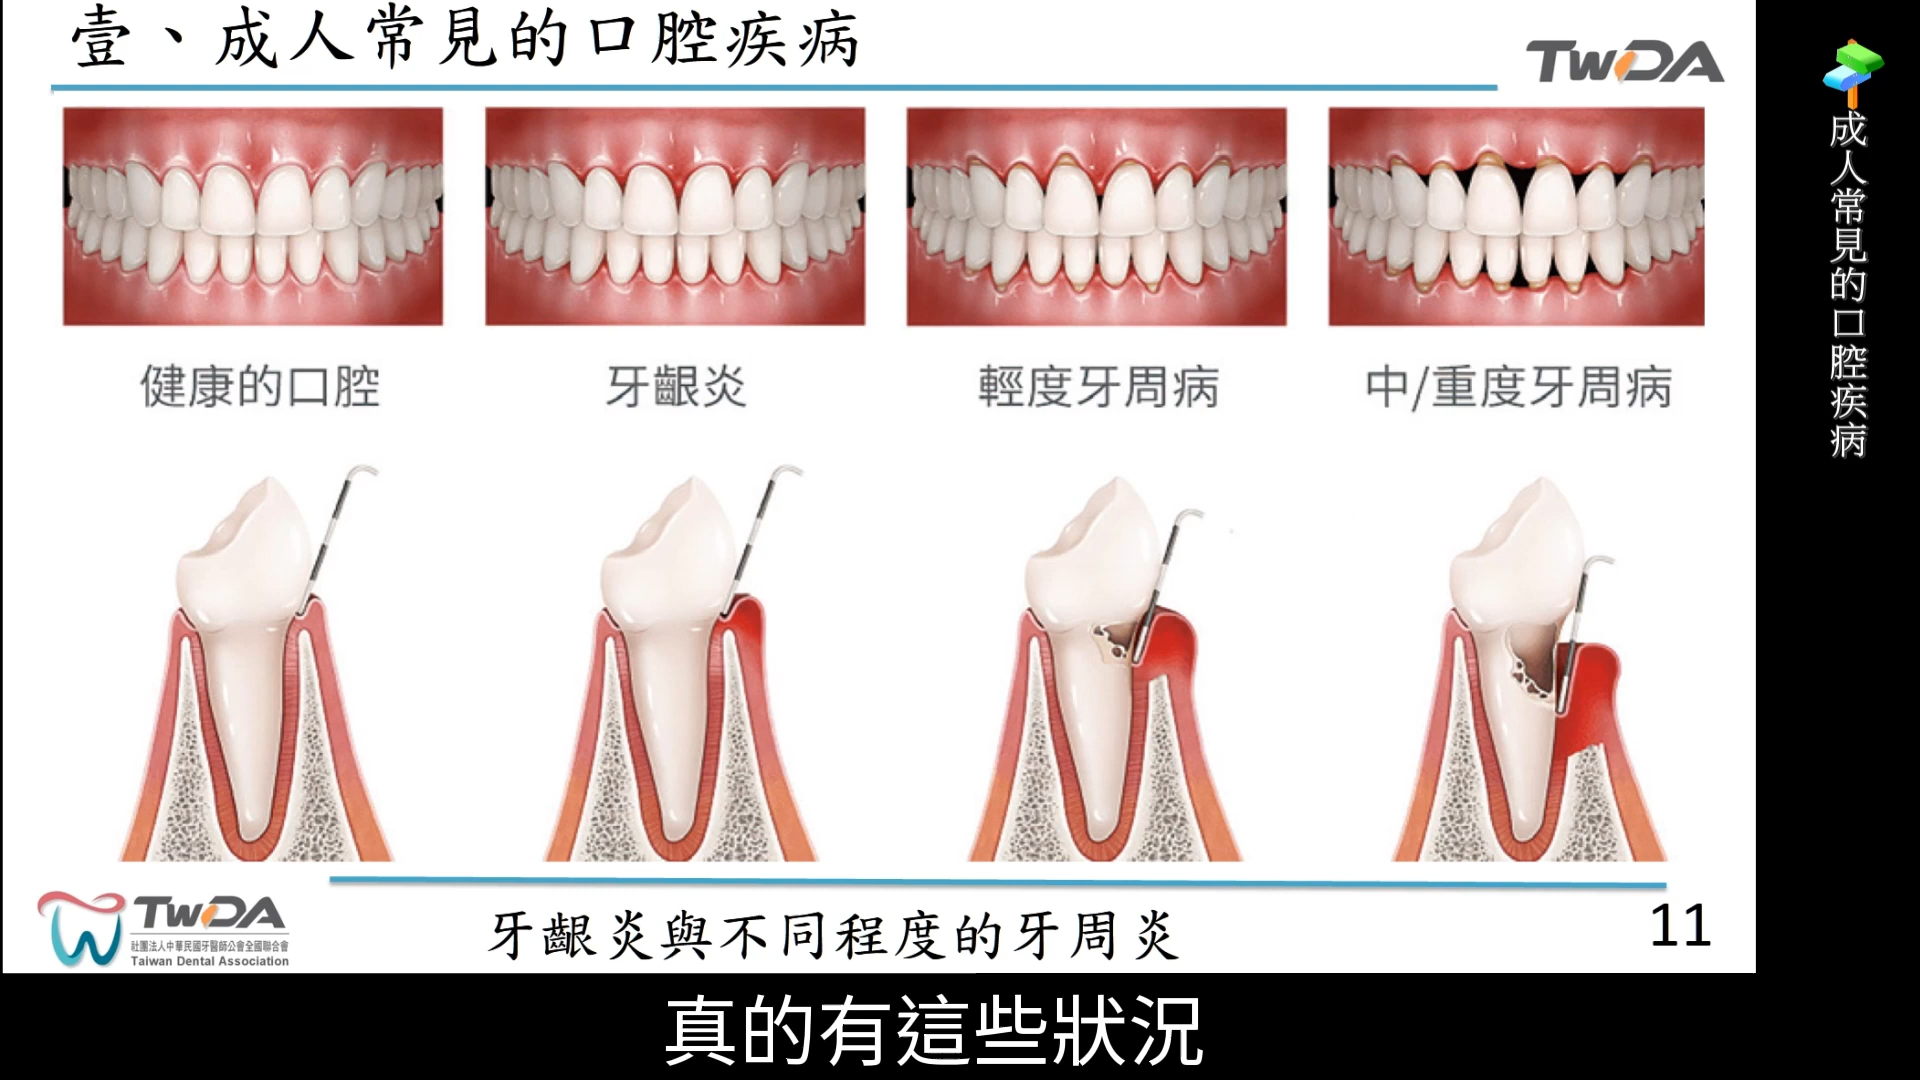 壹、成人常見的口腔疾病
TWDA
健康的口腔
牙齦炎
輕度牙周病
中/重度牙周病
TWDA
社團法人中華民國牙醫師公會全國聯合會
Taiwan Dental Association
牙齦炎與不同程度的牙周炎
11
成人常見的口腔疾病
真的有這些狀況